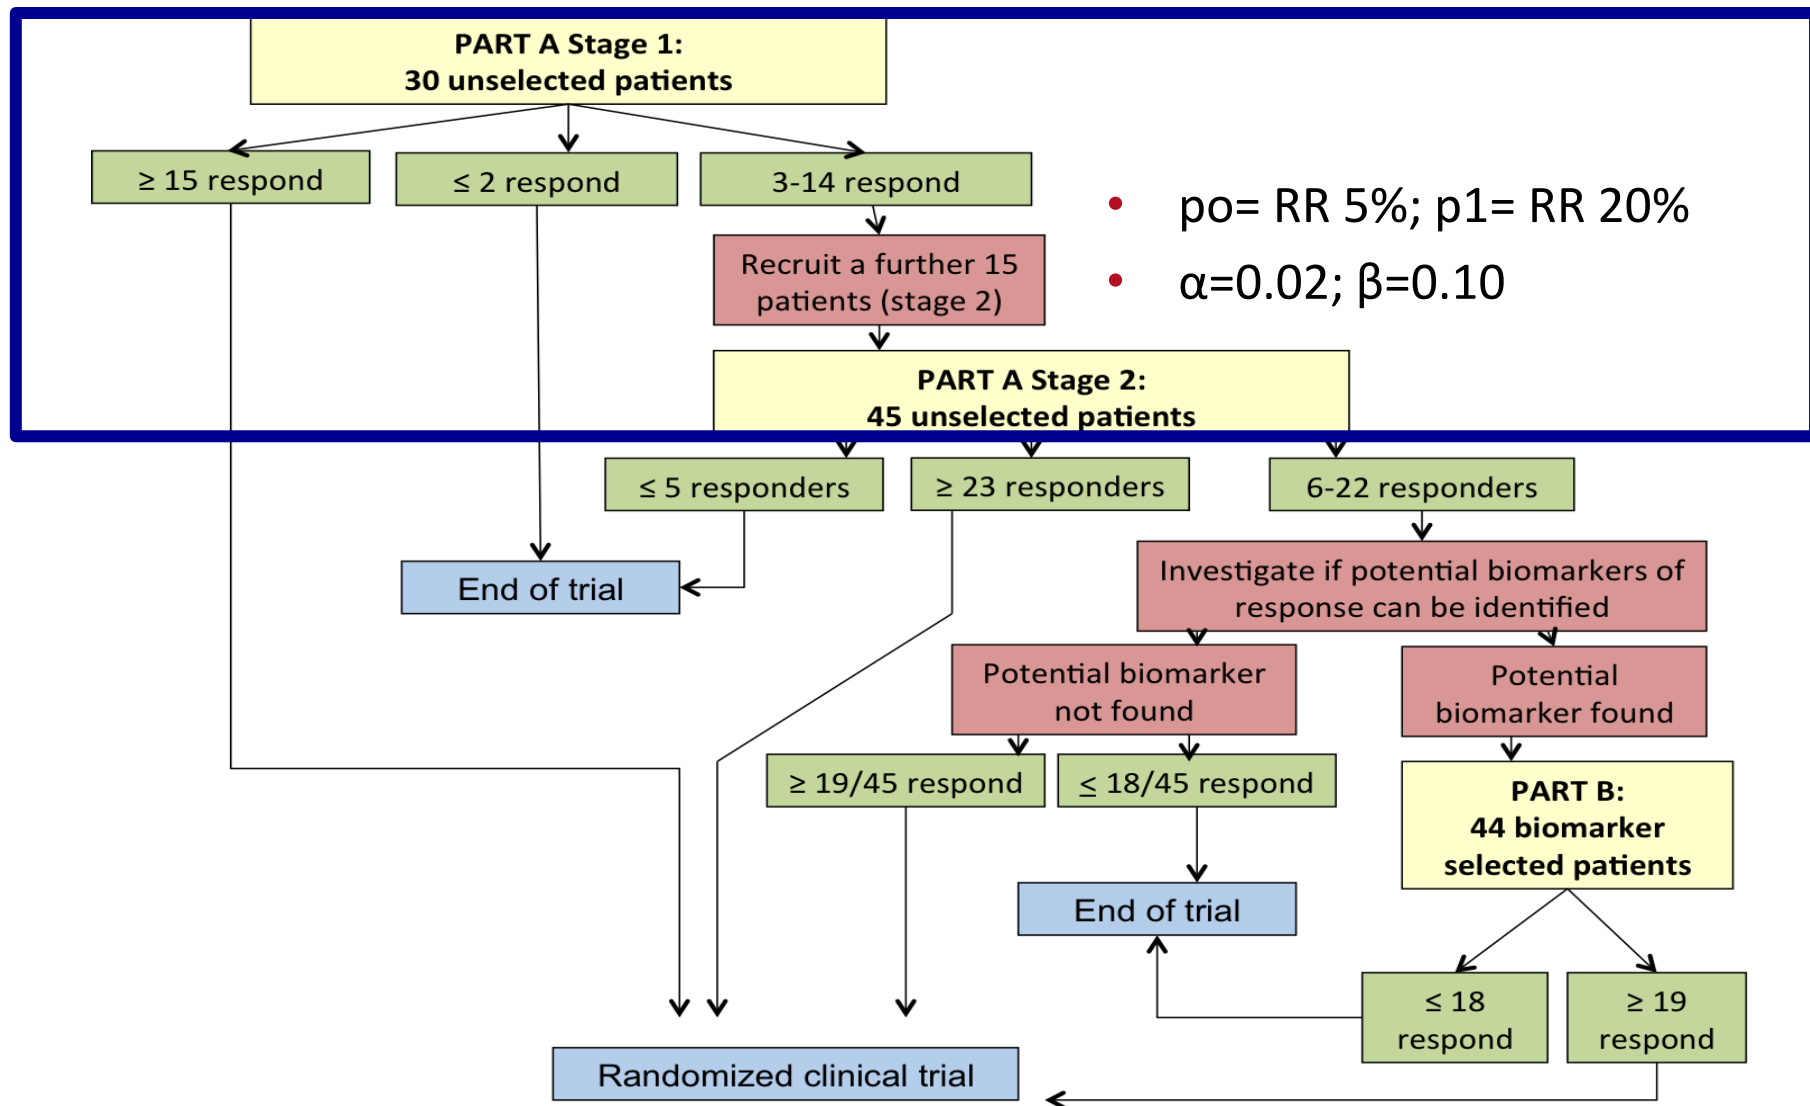 PART A Stage 1:
30 unselected patients
≥ 15 respond
≤ 2 respond
3-14 respond
• po= RR 5%; p1= RR 20%
• α=0.02; β=0.10
Recruit a further 15
patients (stage 2)
PART A Stage 2:
45 unselected patients
≤ 5 responders
≥ 23 responders
6-22 responders
End of trial
Investigate if potential biomarkers of
response can be identified
Potential biomarker
not found
Potential
biomarker found
≥ 19/45 respond
≤ 18/45 respond
PART B:
44 biomarker
selected patients
End of trial
≤ 18
respond
≥ 19
respond
Randomized clinical trial